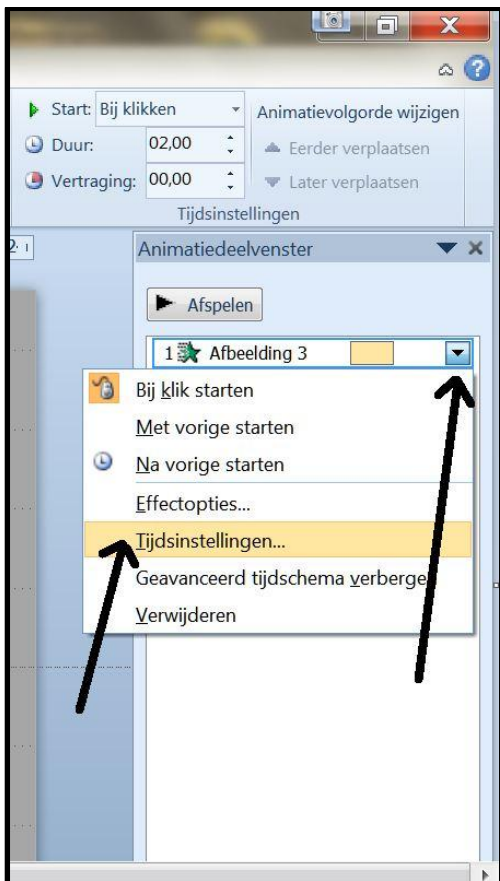 Start: Bij klikken
Duur: 02,00
Vertraging: 00,00
Animatievolgorde wijzigen
Eerder verplaatsen
Later verplaatsen
Tijdsinstellingen
2
Animatiedeelvenster
Afspelen
1 Afbeelding 3
Bij klik starten
Met vorige starten
Na vorige starten
Effectopties...
Tijdsinstellingen...
Geavanceerd tijdschema verberge
Verwijderen